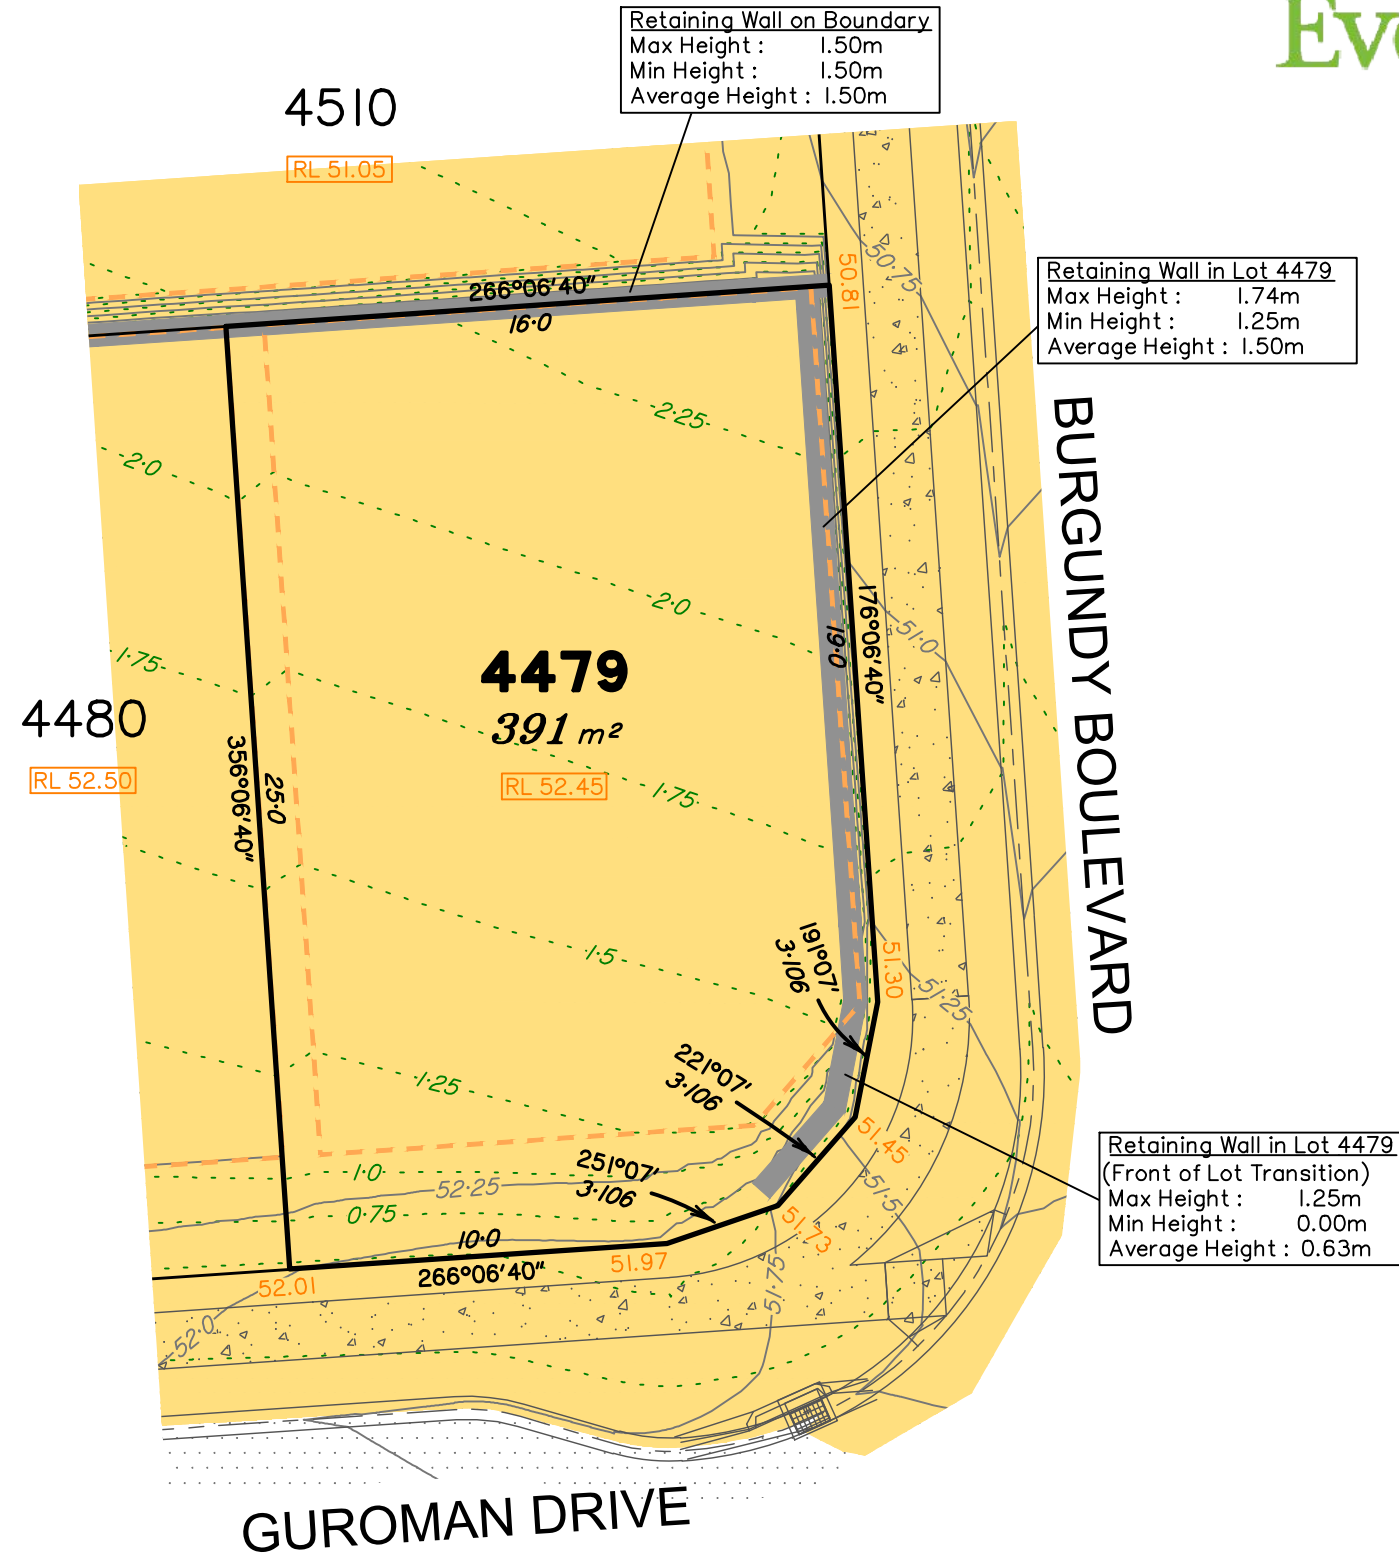 Retaining Wall on Boundary
Max Height : 1.50m
Min Height : 1.50m
Average Height : 1.50m
4510
RL 51.05
266°06'40"
16·0
50.81
50·75
Retaining Wall in Lot 4479
Max Height : 1.74m
Min Height : 1.25m
Average Height : 1.50m
BURGUNDY BOULEVARD
2·25
2·0
2·0
176°06'40"
19·0
51·0
1·75
4479
391 m²
RL 52.45
4480
RL 52.50
356°06'40"
25·0
1·75
1·5
191°07'
3·106
51.30
51·25
221°07'
3·106
1·25
51.45
51·5
Retaining Wall in Lot 4479
(Front of Lot Transition)
Max Height : 1.25m
Min Height : 0.00m
Average Height : 0.63m
251°07'
3·106
1·0
52·25
0·75
10·0
266°06'40"
51.97
51.73
51·75
52.01
52·0
GUROMAN DRIVE